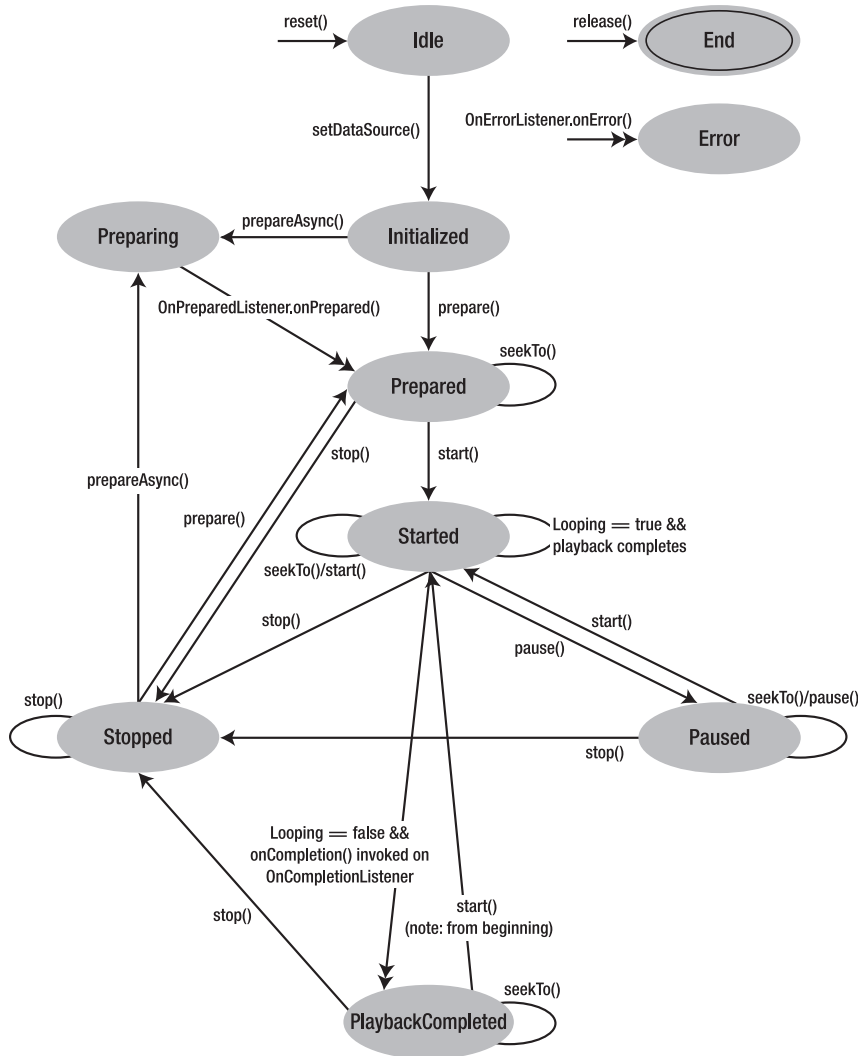 reset()
Idle
release()
End
setDataSource()
OnErrorListener.onError()
Error
Preparing
prepareAsync()
Initialized
OnPreparedListener.onPrepared()
prepare()
Prepared
seekTo()
stop()
start()
prepareAsync()
prepare()
Started
Looping == true &&
playback completes
seekTo()/start()
stop()
start()
pause()
stop()
Stopped
seekTo()/pause()
Paused
stop()
Looping == false &&
onCompletion() invoked on
OnCompletionListener
stop()
start()
(note: from beginning)
PlaybackCompleted
seekTo()